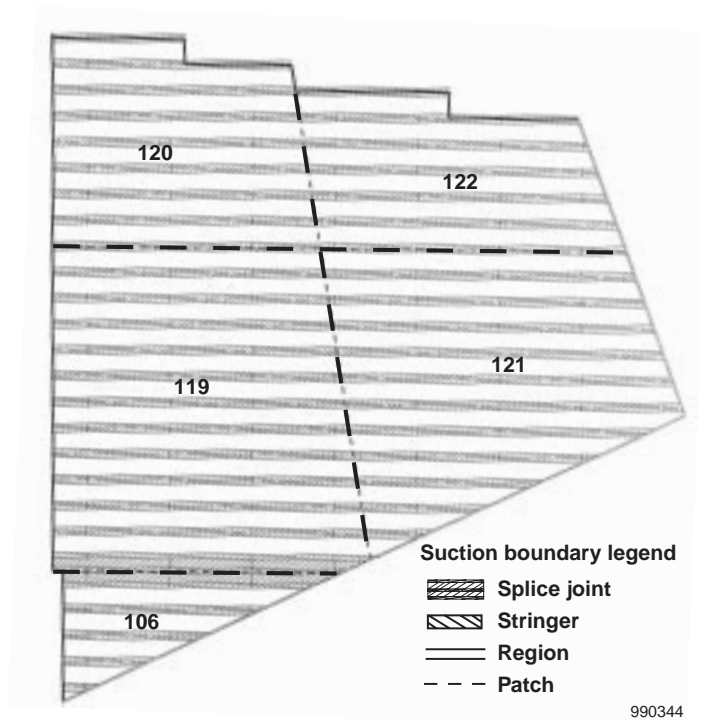 120
122
121
119
106
Suction boundary legend
Splice joint
Stringer
Region
Patch
990344